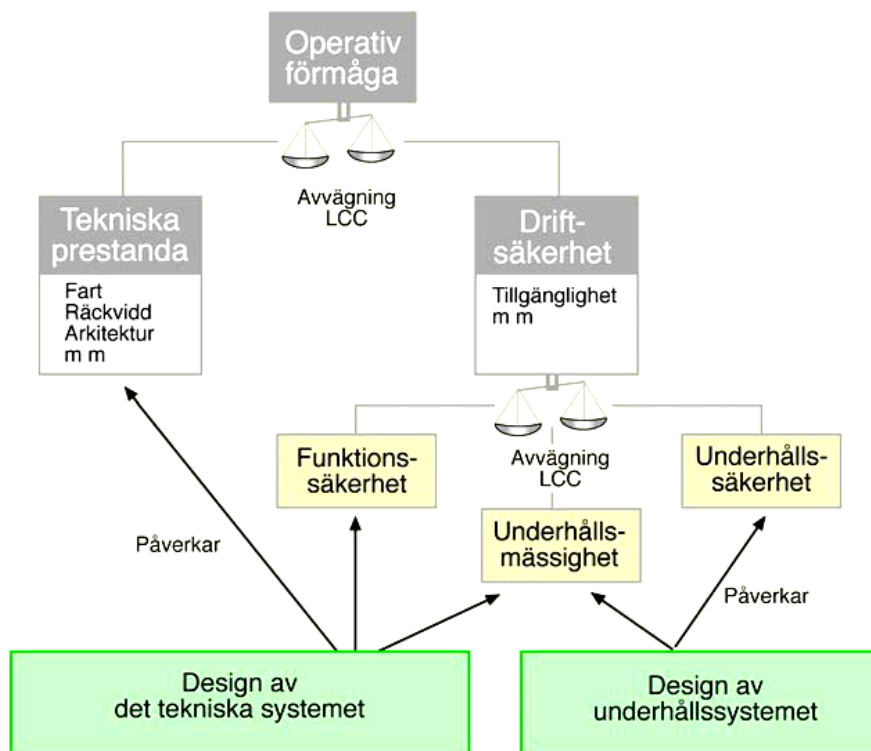 Operativ
förmåga
Avvägning
LCC
Tekniska
prestanda
Fart
Räckvidd
Arkitektur
m m
Drift-
säkerhet
Tillgänglighet
m m
Funktions-
säkerhet
Avvägning
LCC
Underhålls-
säkerhet
Underhålls-
mässighet
Påverkar
Påverkar
Design av
det tekniska systemet
Design av
underhållssystemet